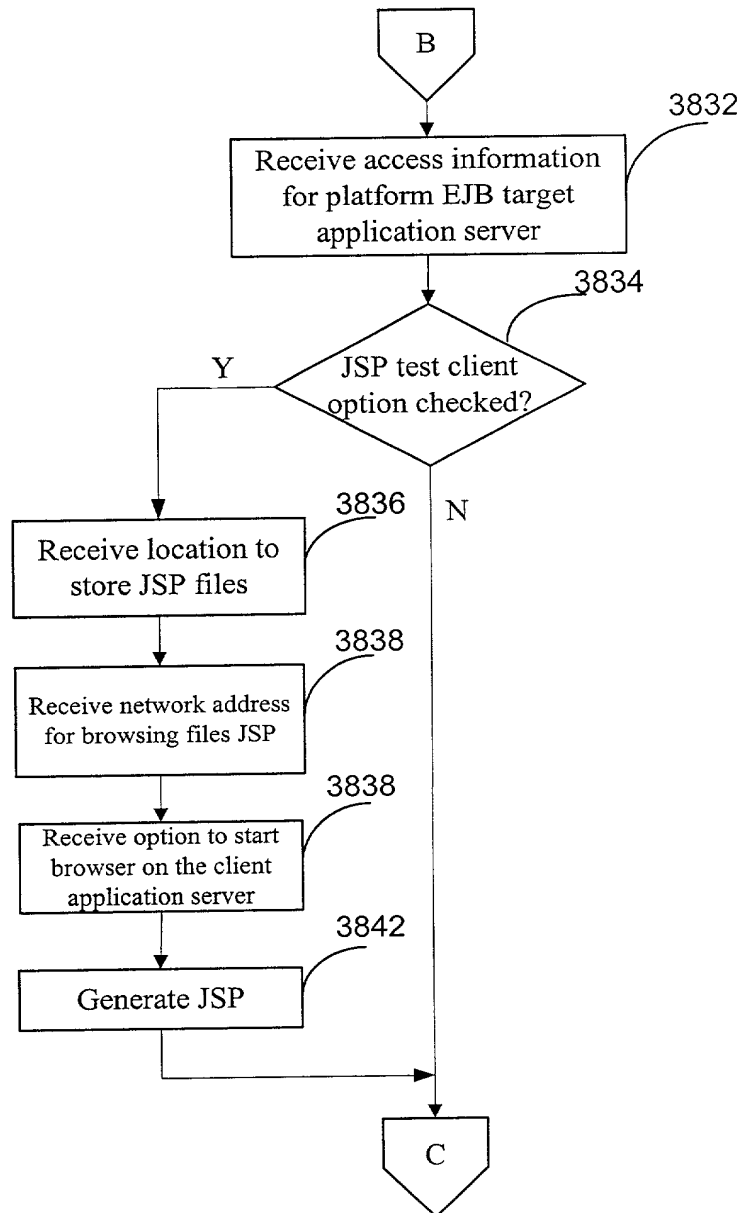 B
3832
Receive access information
for platform EJB target
application server
3834
JSP test client
option checked?
Y
N
3836
Receive location to
store JSP files
3838
Receive network address
for browsing files JSP
3838
Receive option to start
browser on the client
application server
3842
Generate JSP
C